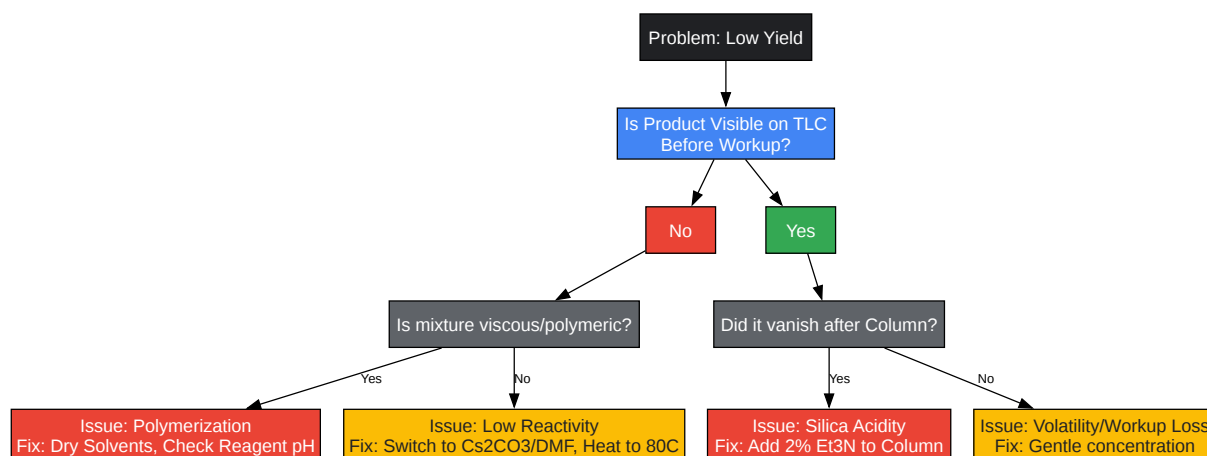 Problem: Low Yield
Is Product Visible on TLC
Before Workup?
No
Yes
Is mixture viscous/polymeric?
Did it vanish after Column?
Yes
No
Yes
No
Issue: Polymerization
Fix: Dry Solvents, Check Reagent pH
Issue: Low Reactivity
Fix: Switch to Cs2CO3/DMF, Heat to 80C
Issue: Silica Acidity
Fix: Add 2% Et3N to Column
Issue: Volatility/Workup Loss
Fix: Gentle concentration